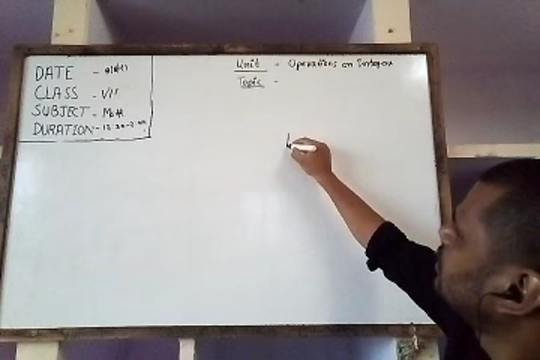 DATE -
CLASS - VII
SUBJECT - Math
DURATION -
Unit - Operations on Integers
Topic -